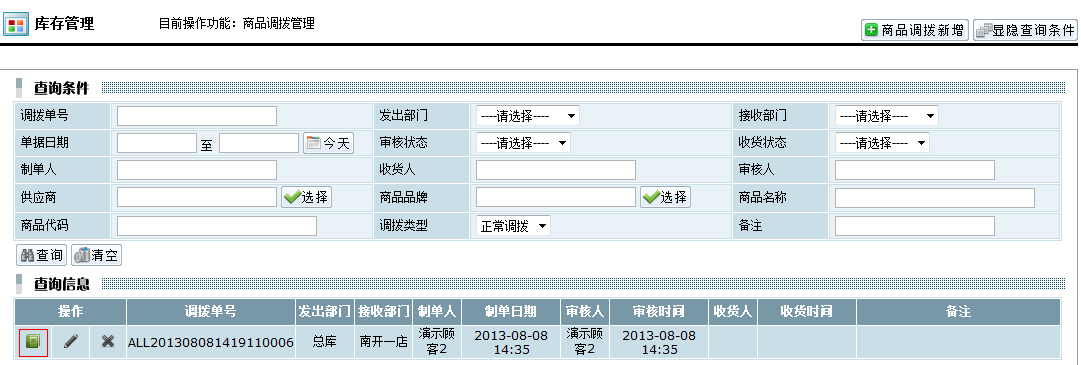 库存管理 目前操作功能：商品调拨管理
商品调拨新增 显隐查询条件
查询条件
调拨单号 发出部门 ----请选择---- 接收部门 ----请选择----
单据日期 至 今天 审核状态 ----请选择---- 收货状态 ----请选择----
制单人 收货人 审核人
供应商 选择 商品品牌 选择 商品名称
商品代码 调拨类型 正常调拨 备注
查询 清空
查询信息
操作 调拨单号 发出部门 接收部门 制单人 制单日期 审核人 审核时间 收货人 收货时间 备注
ALL201308081419110006 总库 南开一店 演示顾客2 2013-08-08 14:35 演示顾客2 2013-08-08 14:35